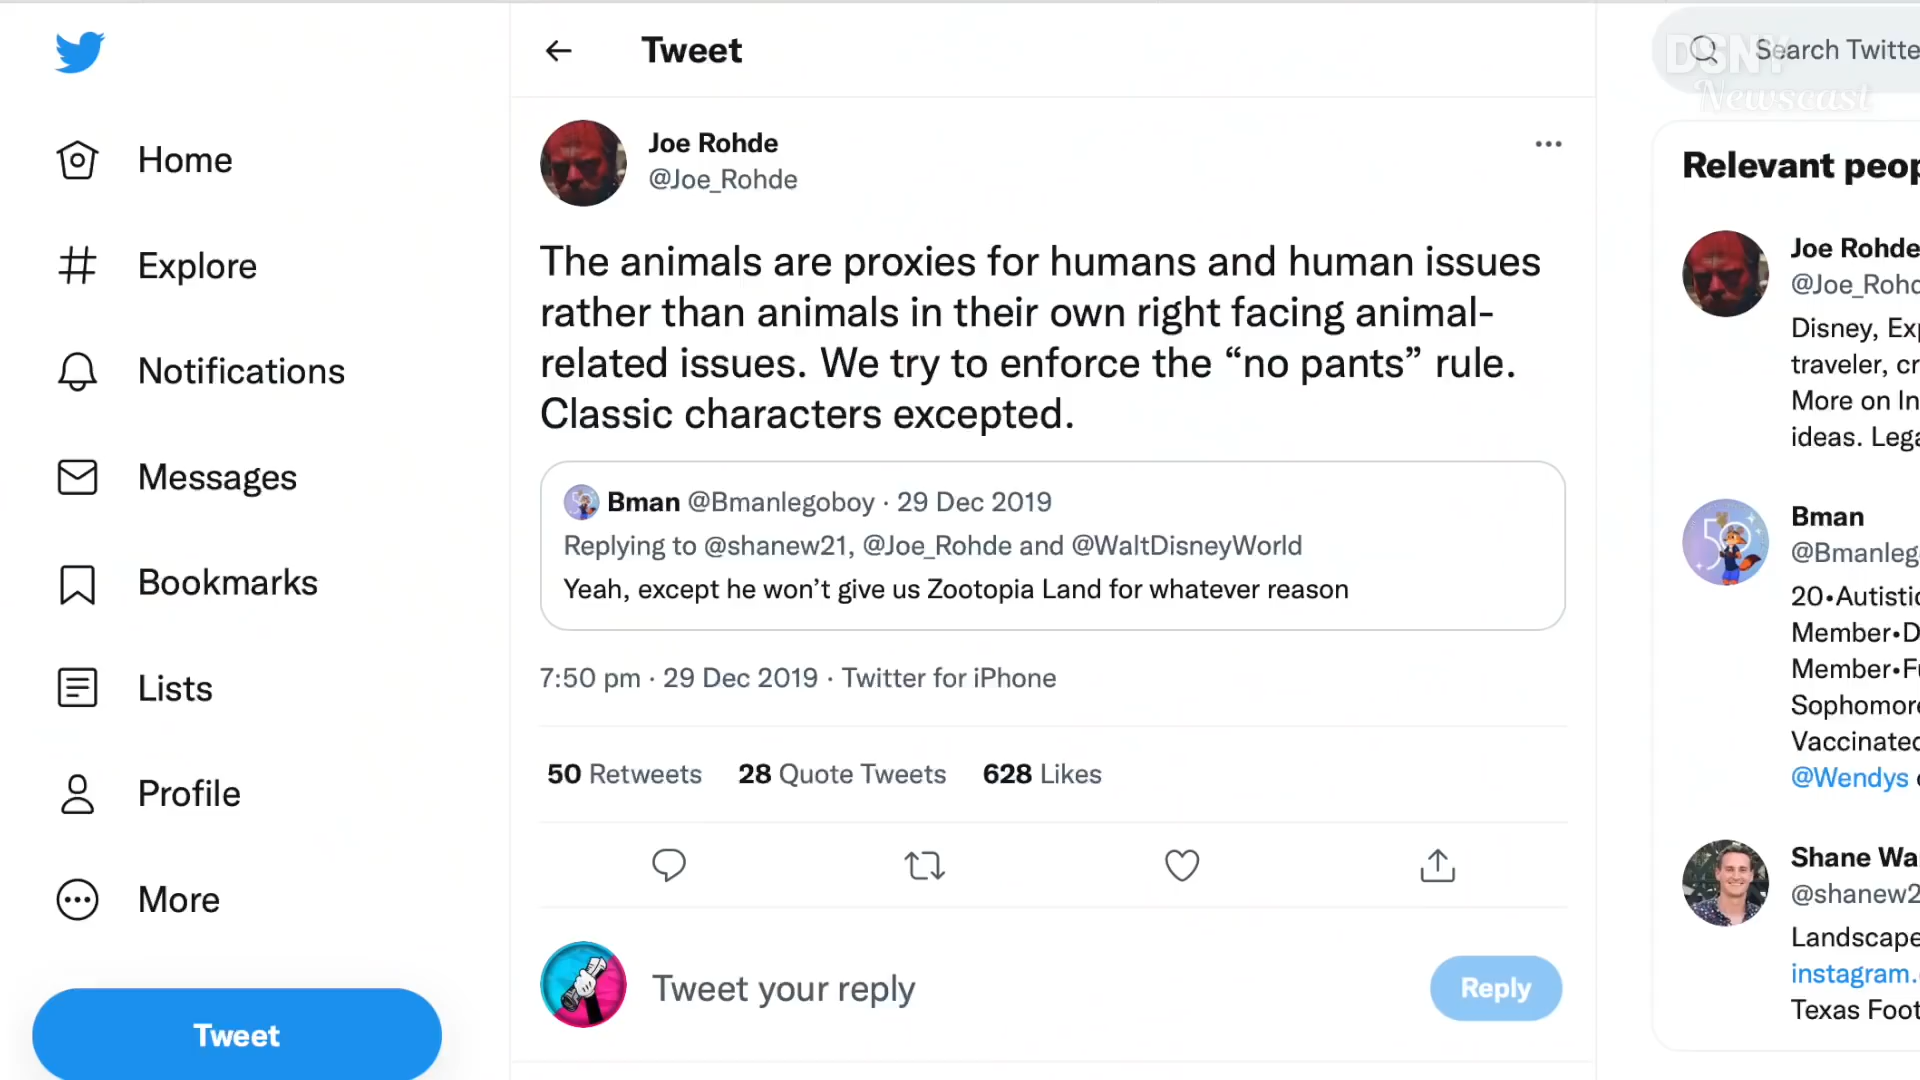 Tweet
DSNY
Newscast
Search Twitte
Home
Explore
Notifications
Messages
Bookmarks
Lists
Profile
More
Tweet
Joe Rohde
@Joe_Rohde
The animals are proxies for humans and human issues
rather than animals in their own right facing animal-
related issues. We try to enforce the “no pants” rule.
Classic characters excepted.
Bman @Bmanlegoboy · 29 Dec 2019
Replying to @shanew21, @Joe_Rohde and @WaltDisneyWorld
Yeah, except he won’t give us Zootopia Land for whatever reason
7:50 pm · 29 Dec 2019 · Twitter for iPhone
50 Retweets 28 Quote Tweets 628 Likes
Tweet your reply
Reply
Relevant peop
Joe Rohde
@Joe_Rohd
Disney, Exp
traveler, cr
More on In
ideas. Lega
Bman
@Bmanleg
20•Autistic
Member•D
Member•Fu
Sophomore
Vaccinated
@Wendys
Shane Wa
@shanew2
Landscape
instagram.
Texas Foot